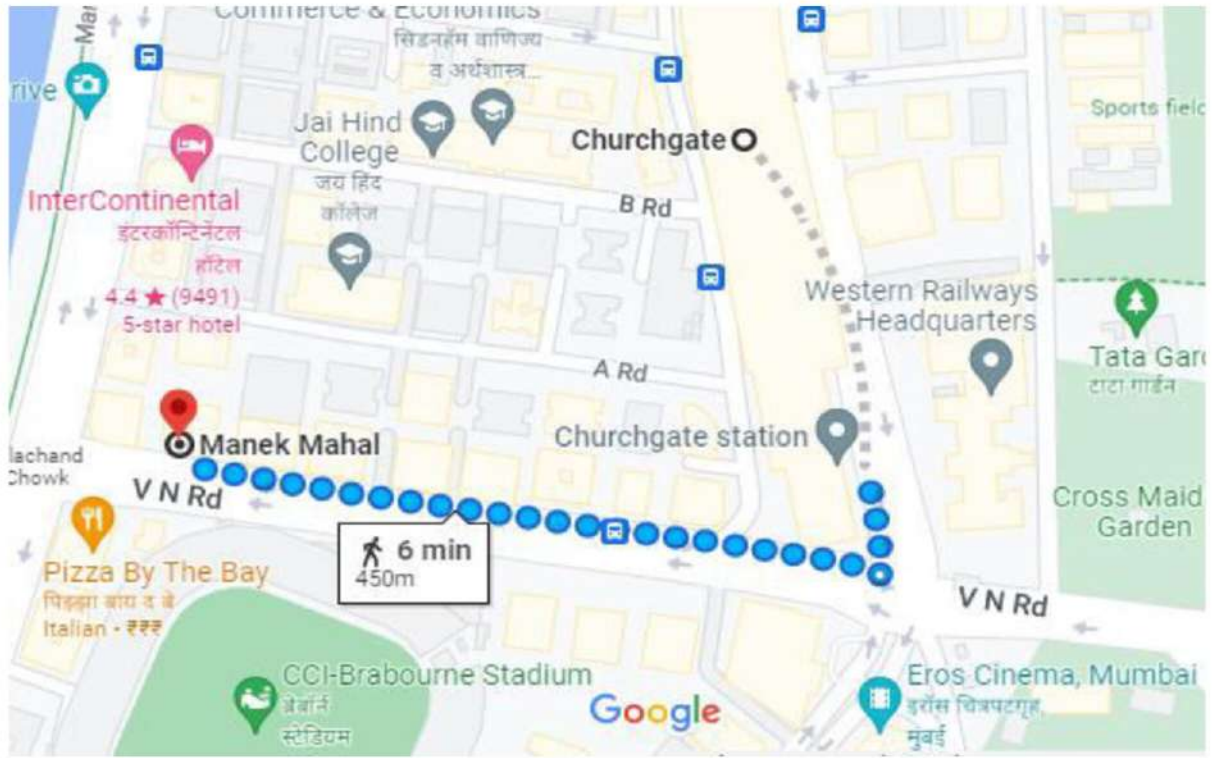 Commerce & Economics
सिडनहॅम वाणिज्य
व अर्थशास्त्र...
rive
Jai Hind
College
जय हिंद
कॉलेज
Churchgate
Sports field
InterContinental
इंटरकॉन्टिनेंटल
हॉटेल
4.4 ★ (9491)
5-star hotel
B Rd
Western Railways
Headquarters
Tata Gard
टाटा गार्डन
A Rd
Manek Mahal
Churchgate station
lachand
Chowk
V N Rd
Cross Maid
Garden
6 min
450m
Pizza By The Bay
पिझ्झा बाय द बे
Italian • ₹₹₹
V N Rd
CCI-Brabourne Stadium
ब्रेबॉर्न
स्टेडियम
Google
Eros Cinema, Mumbai
इरॉस चित्रपटगृह,
मुंबई